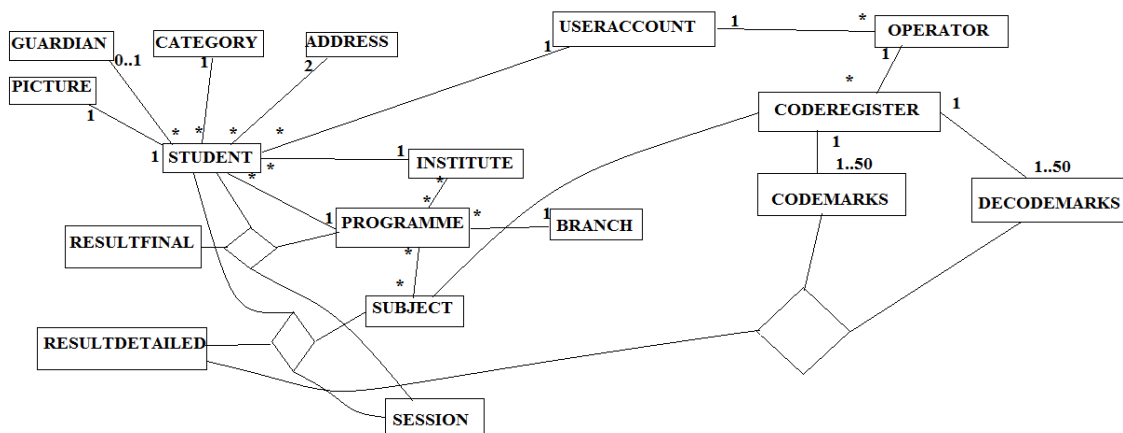 USERACCOUNT
1
*
OPERATOR
GUARDIAN
CATEGORY
ADDRESS
0..1
1
2
1
1
PICTURE
1
*
CODEREGISTER
1
*
*
*
*
1
1
STUDENT
*
*
1
INSTITUTE
*
1..50
1..50
CODEMARKS
DECODEMARKS
*
1
PROGRAMME
*
1
BRANCH
RESULTFINAL
*
*
SUBJECT
RESULTDETAILED
SESSION